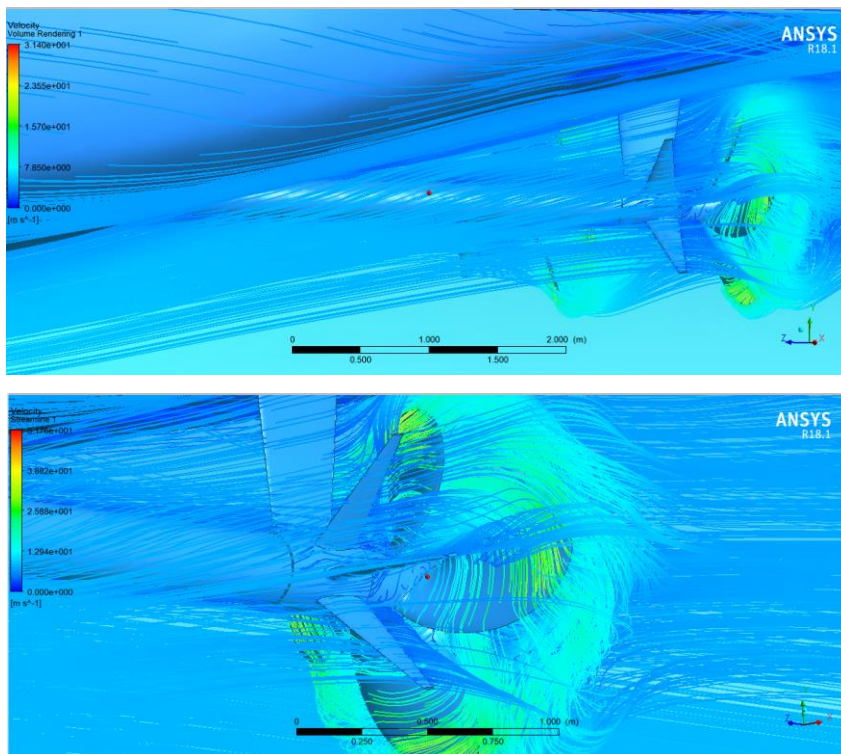 Velocity
Volume Rendering 1
3.140e+001
2.355e+001
1.570e+001
7.850e+000
0.000e+000
[m s^-1]
ANSYS
R18.1
0 1.000 2.000 (m)
0.500 1.500
Y
Z X
Velocity
Streamline 1
3.882e+001
2.588e+001
1.294e+001
0.000e+000
[m s^-1]
ANSYS
R18.1
0 0.500 1.000 (m)
0.250 0.750